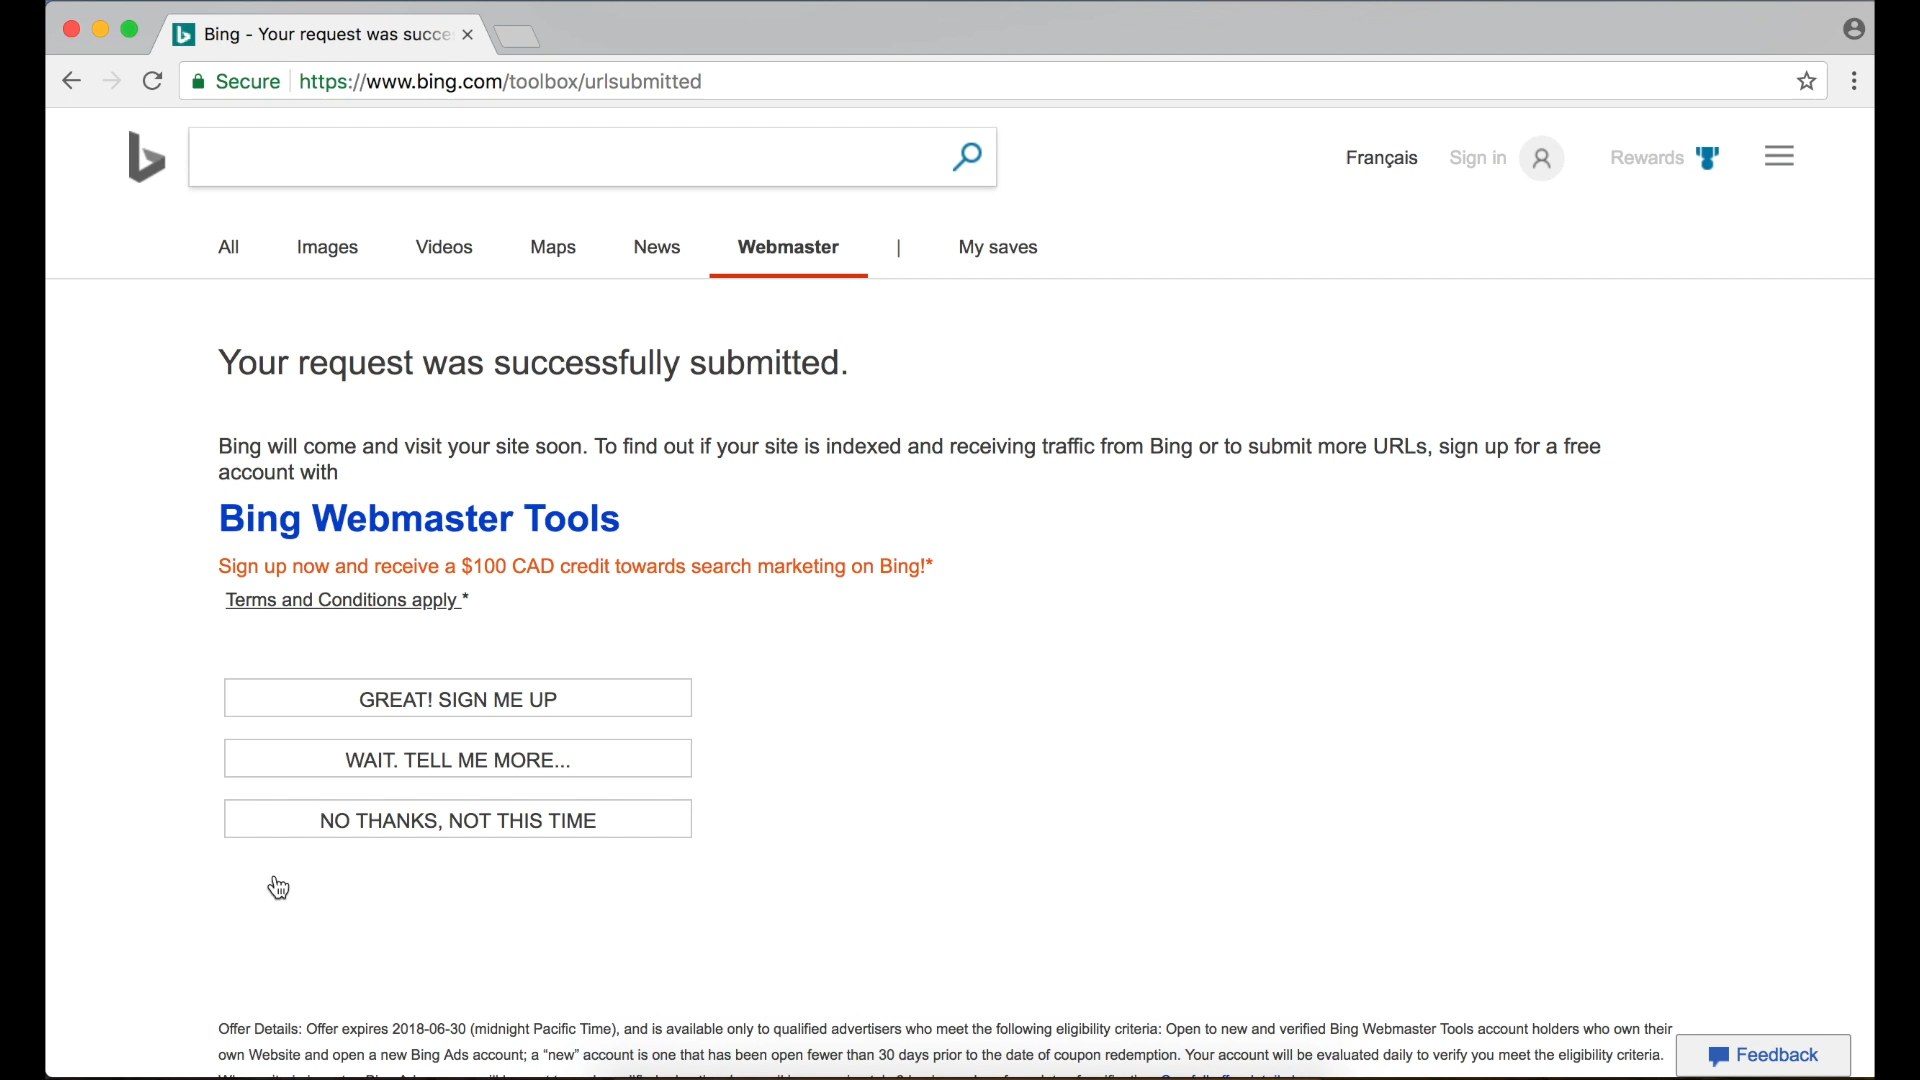 Bing - Your request was succe
Secure https://www.bing.com/toolbox/urlsubmitted
Français Sign in Rewards
All Images Videos Maps News Webmaster | My saves
Your request was successfully submitted.
Bing will come and visit your site soon. To find out if your site is indexed and receiving traffic from Bing or to submit more URLs, sign up for a free
account with
Bing Webmaster Tools
Sign up now and receive a $100 CAD credit towards search marketing on Bing!*
Terms and Conditions apply *
GREAT! SIGN ME UP
WAIT. TELL ME MORE...
NO THANKS, NOT THIS TIME
Offer Details: Offer expires 2018-06-30 (midnight Pacific Time), and is available only to qualified advertisers who meet the following eligibility criteria: Open to new and verified Bing Webmaster Tools account holders who own their
own Website and open a new Bing Ads account; a “new” account is one that has been open fewer than 30 days prior to the date of coupon redemption. Your account will be evaluated daily to verify you meet the eligibility criteria.
Feedback